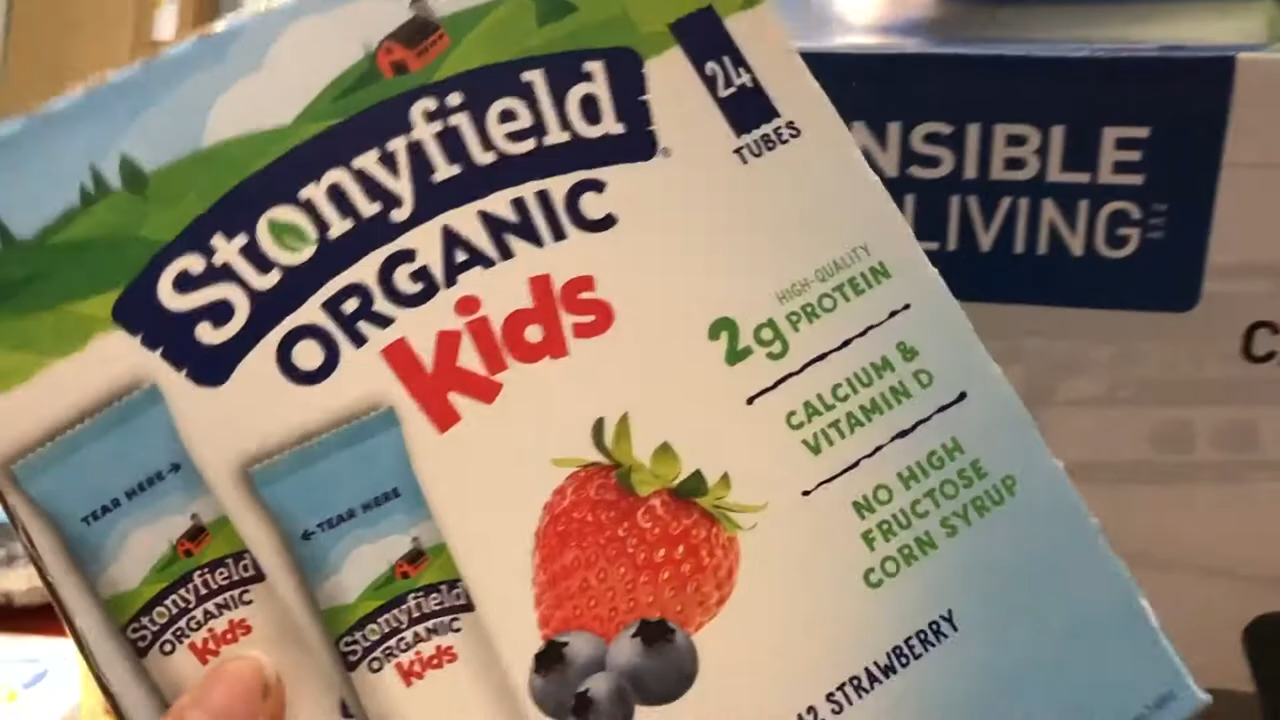 Stonyfield
ORGANIC
Kids
24
TUBES
HIGH-QUALITY
2g PROTEIN
CALCIUM &
VITAMIN D
NO HIGH
FRUCTOSE
CORN SYRUP
12 STRAWBERRY
TEAR HERE→
Stonyfield
ORGANIC
Kids
←TEAR HERE
Stonyfield
ORGANIC
Kids
NSIBLE
LIVING